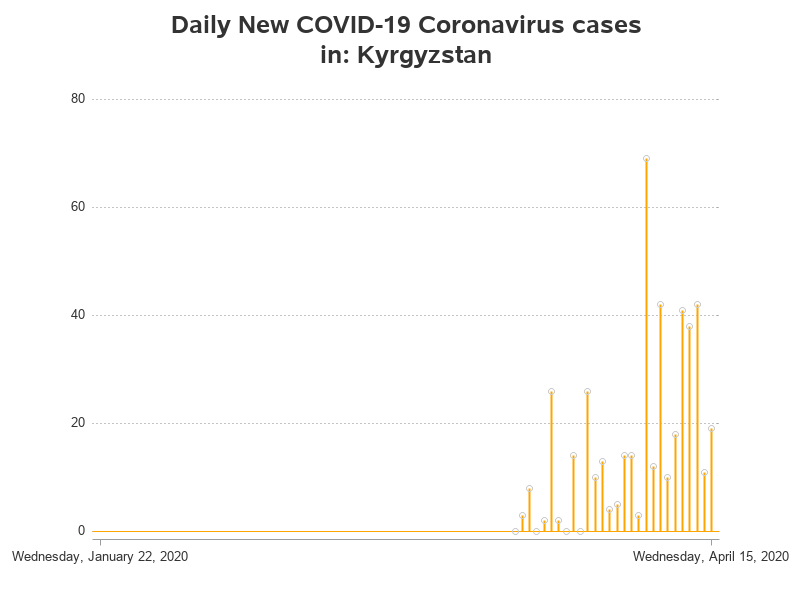 Daily New COVID-19 Coronavirus cases
in: Kyrgyzstan
80
60
40
20
0
Wednesday, January 22, 2020
Wednesday, April 15, 2020